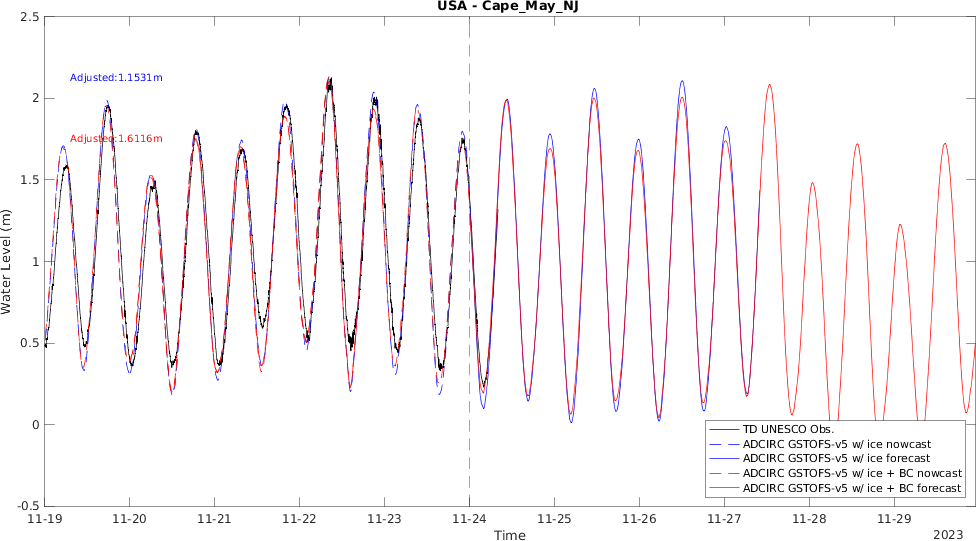 USA - Cape_May_NJ
2.5
2
1.5
1
0.5
0
-0.5
Water Level (m)
Adjusted:1.1531m
Adjusted:1.6116m
TD UNESCO Obs.
ADCIRC GSTOFS-v5 w/ ice nowcast
ADCIRC GSTOFS-v5 w/ ice forecast
ADCIRC GSTOFS-v5 w/ ice + BC nowcast
ADCIRC GSTOFS-v5 w/ ice + BC forecast
11-19 11-20 11-21 11-22 11-23 11-24 11-25 11-26 11-27 11-28 11-29
Time
2023